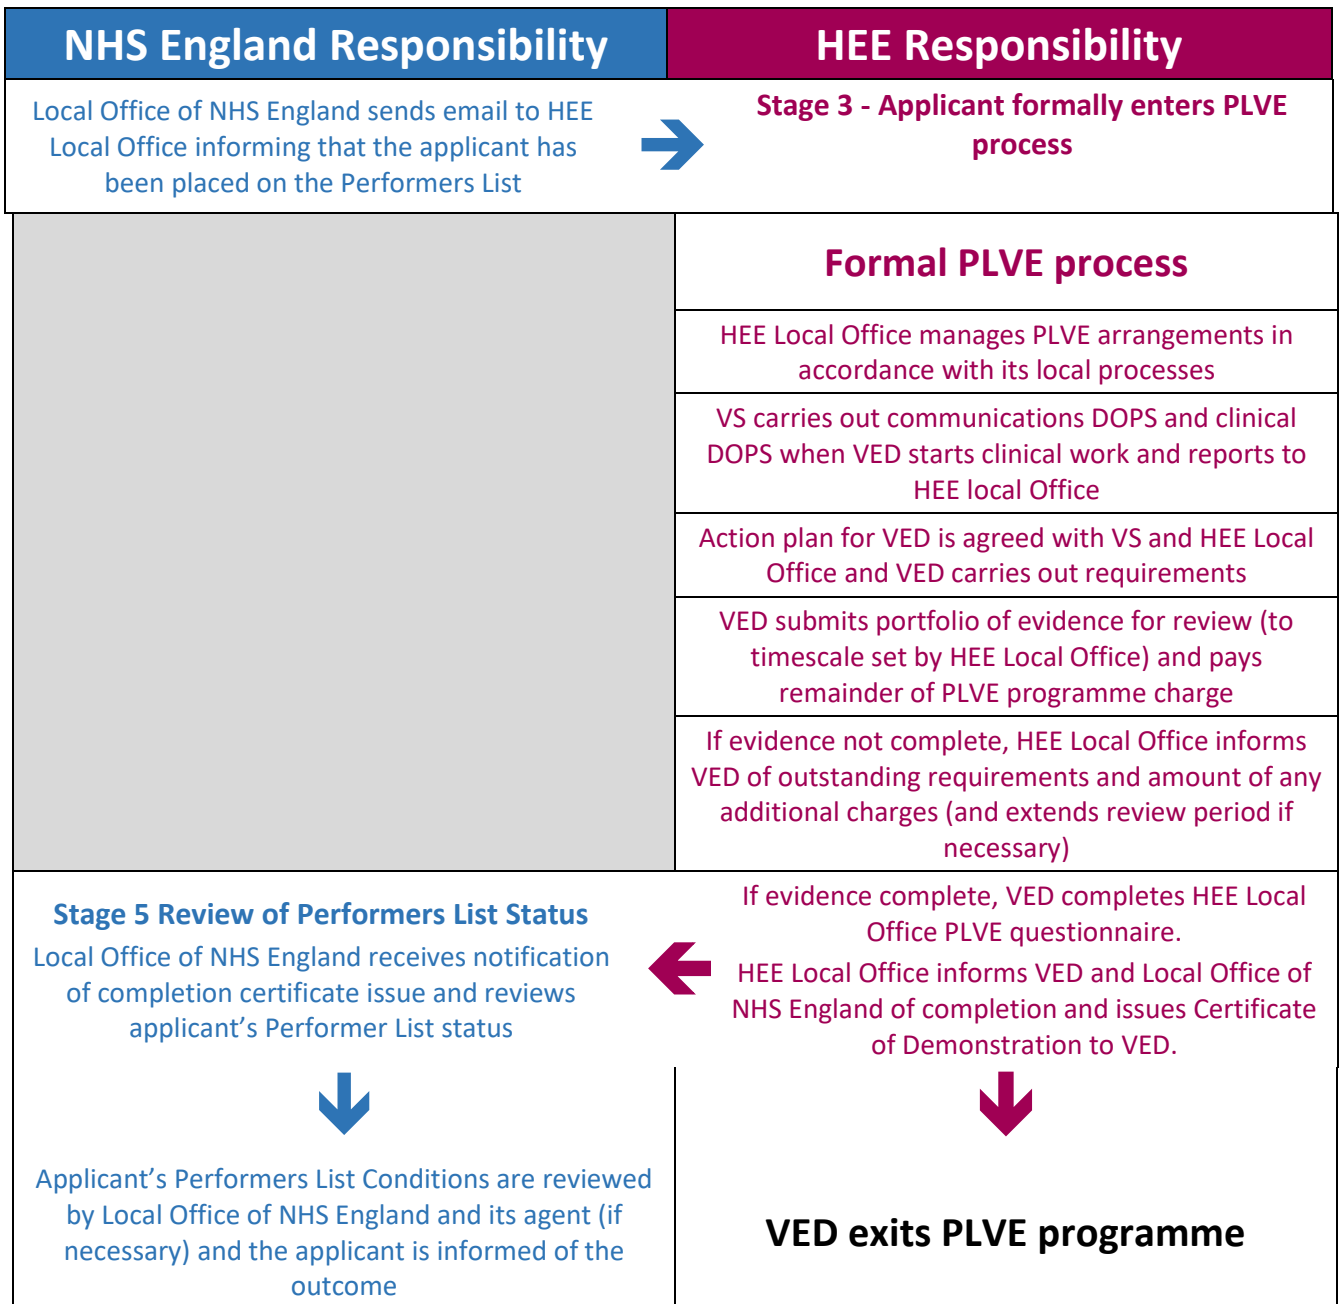 NHS England Responsibility
HEE Responsibility
Local Office of NHS England sends email to HEE
Local Office informing that the applicant has
been placed on the Performers List
Stage 3 - Applicant formally enters PLVE
process
Formal PLVE process
HEE Local Office manages PLVE arrangements in
accordance with its local processes
VS carries out communications DOPS and clinical
DOPS when VED starts clinical work and reports to
HEE local Office
Action plan for VED is agreed with VS and HEE Local
Office and VED carries out requirements
VED submits portfolio of evidence for review (to
timescale set by HEE Local Office) and pays
remainder of PLVE programme charge
If evidence not complete, HEE Local Office informs
VED of outstanding requirements and amount of any
additional charges (and extends review period if
necessary)
Stage 5 Review of Performers List Status
Local Office of NHS England receives notification
of completion certificate issue and reviews
applicant’s Performer List status
If evidence complete, VED completes HEE Local
Office PLVE questionnaire.
HEE Local Office informs VED and Local Office of
NHS England of completion and issues Certificate
of Demonstration to VED.
Applicant’s Performers List Conditions are reviewed
by Local Office of NHS England and its agent (if
necessary) and the applicant is informed of the
outcome
VED exits PLVE programme